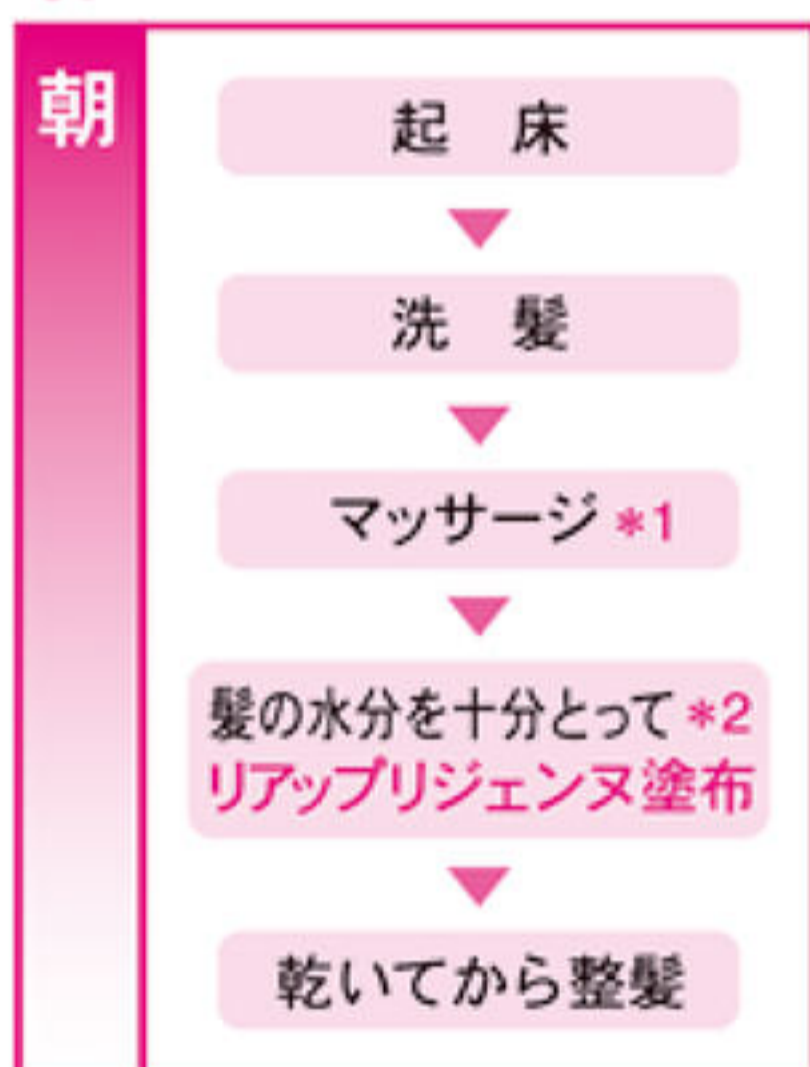 朝
起　床
洗　髪
マッサージ *1
髪の水分を十分とって *2
リアップリジェンヌ塗布
乾いてから整髪